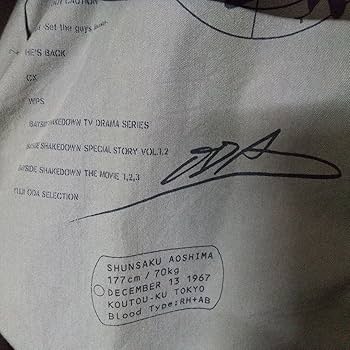 CAUTION
Set the guys
HE'S BACK
CX
WPS
BAYSIDE SHAKEDOWN TV DRAMA SERIES
SHAKEDOWN SPECIAL STORY VOL.1,2
BAYSIDE SHAKEDOWN THE MOVIE 1,2,3
ODA SELECTION
ODA
SHUNSAKU AOSHIMA
177cm / 70kg
DECEMBER 13 1967
KOUTOU-KU TOKYO
Blood Type:RH+AB